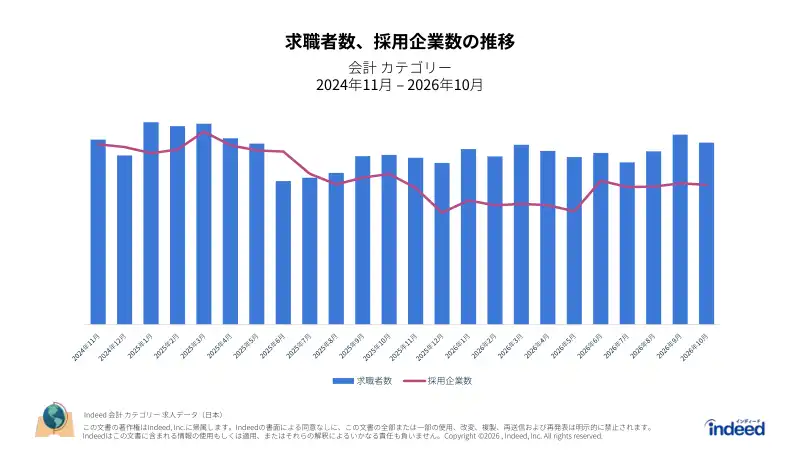 求職者数、採用企業数の推移
会計 カテゴリー
2024年11月 – 2026年10月
2024年11月
2024年12月
2025年1月
2025年2月
2025年3月
2025年4月
2025年5月
2025年6月
2025年7月
2025年8月
2025年9月
2025年10月
2025年11月
2025年12月
2026年1月
2026年2月
2026年3月
2026年4月
2026年5月
2026年6月
2026年7月
2026年8月
2026年9月
2026年10月
求職者数 採用企業数
Indeed 会計 カテゴリー 求人データ（日本）
この文書の著作権はIndeed, Inc.に帰属します。Indeedの書面による同意なしに、この文書の全部または一部の使用、改変、複製、再送信および再発表は明示的に禁止されます。
Indeedはこの文書に含まれる情報の使用もしくは適用、またはそれらの解釈によるいかなる責任も負いません。Copyright ©2026 , Indeed, Inc. All rights reserved.
インディード
indeed